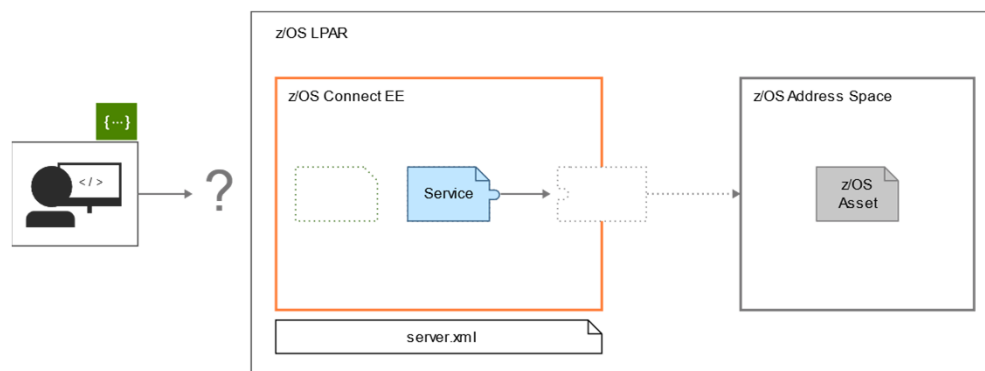 z/OS LPAR
z/OS Connect EE
z/OS Address Space
{...}
</>
?
Service
z/OS
Asset
server.xml